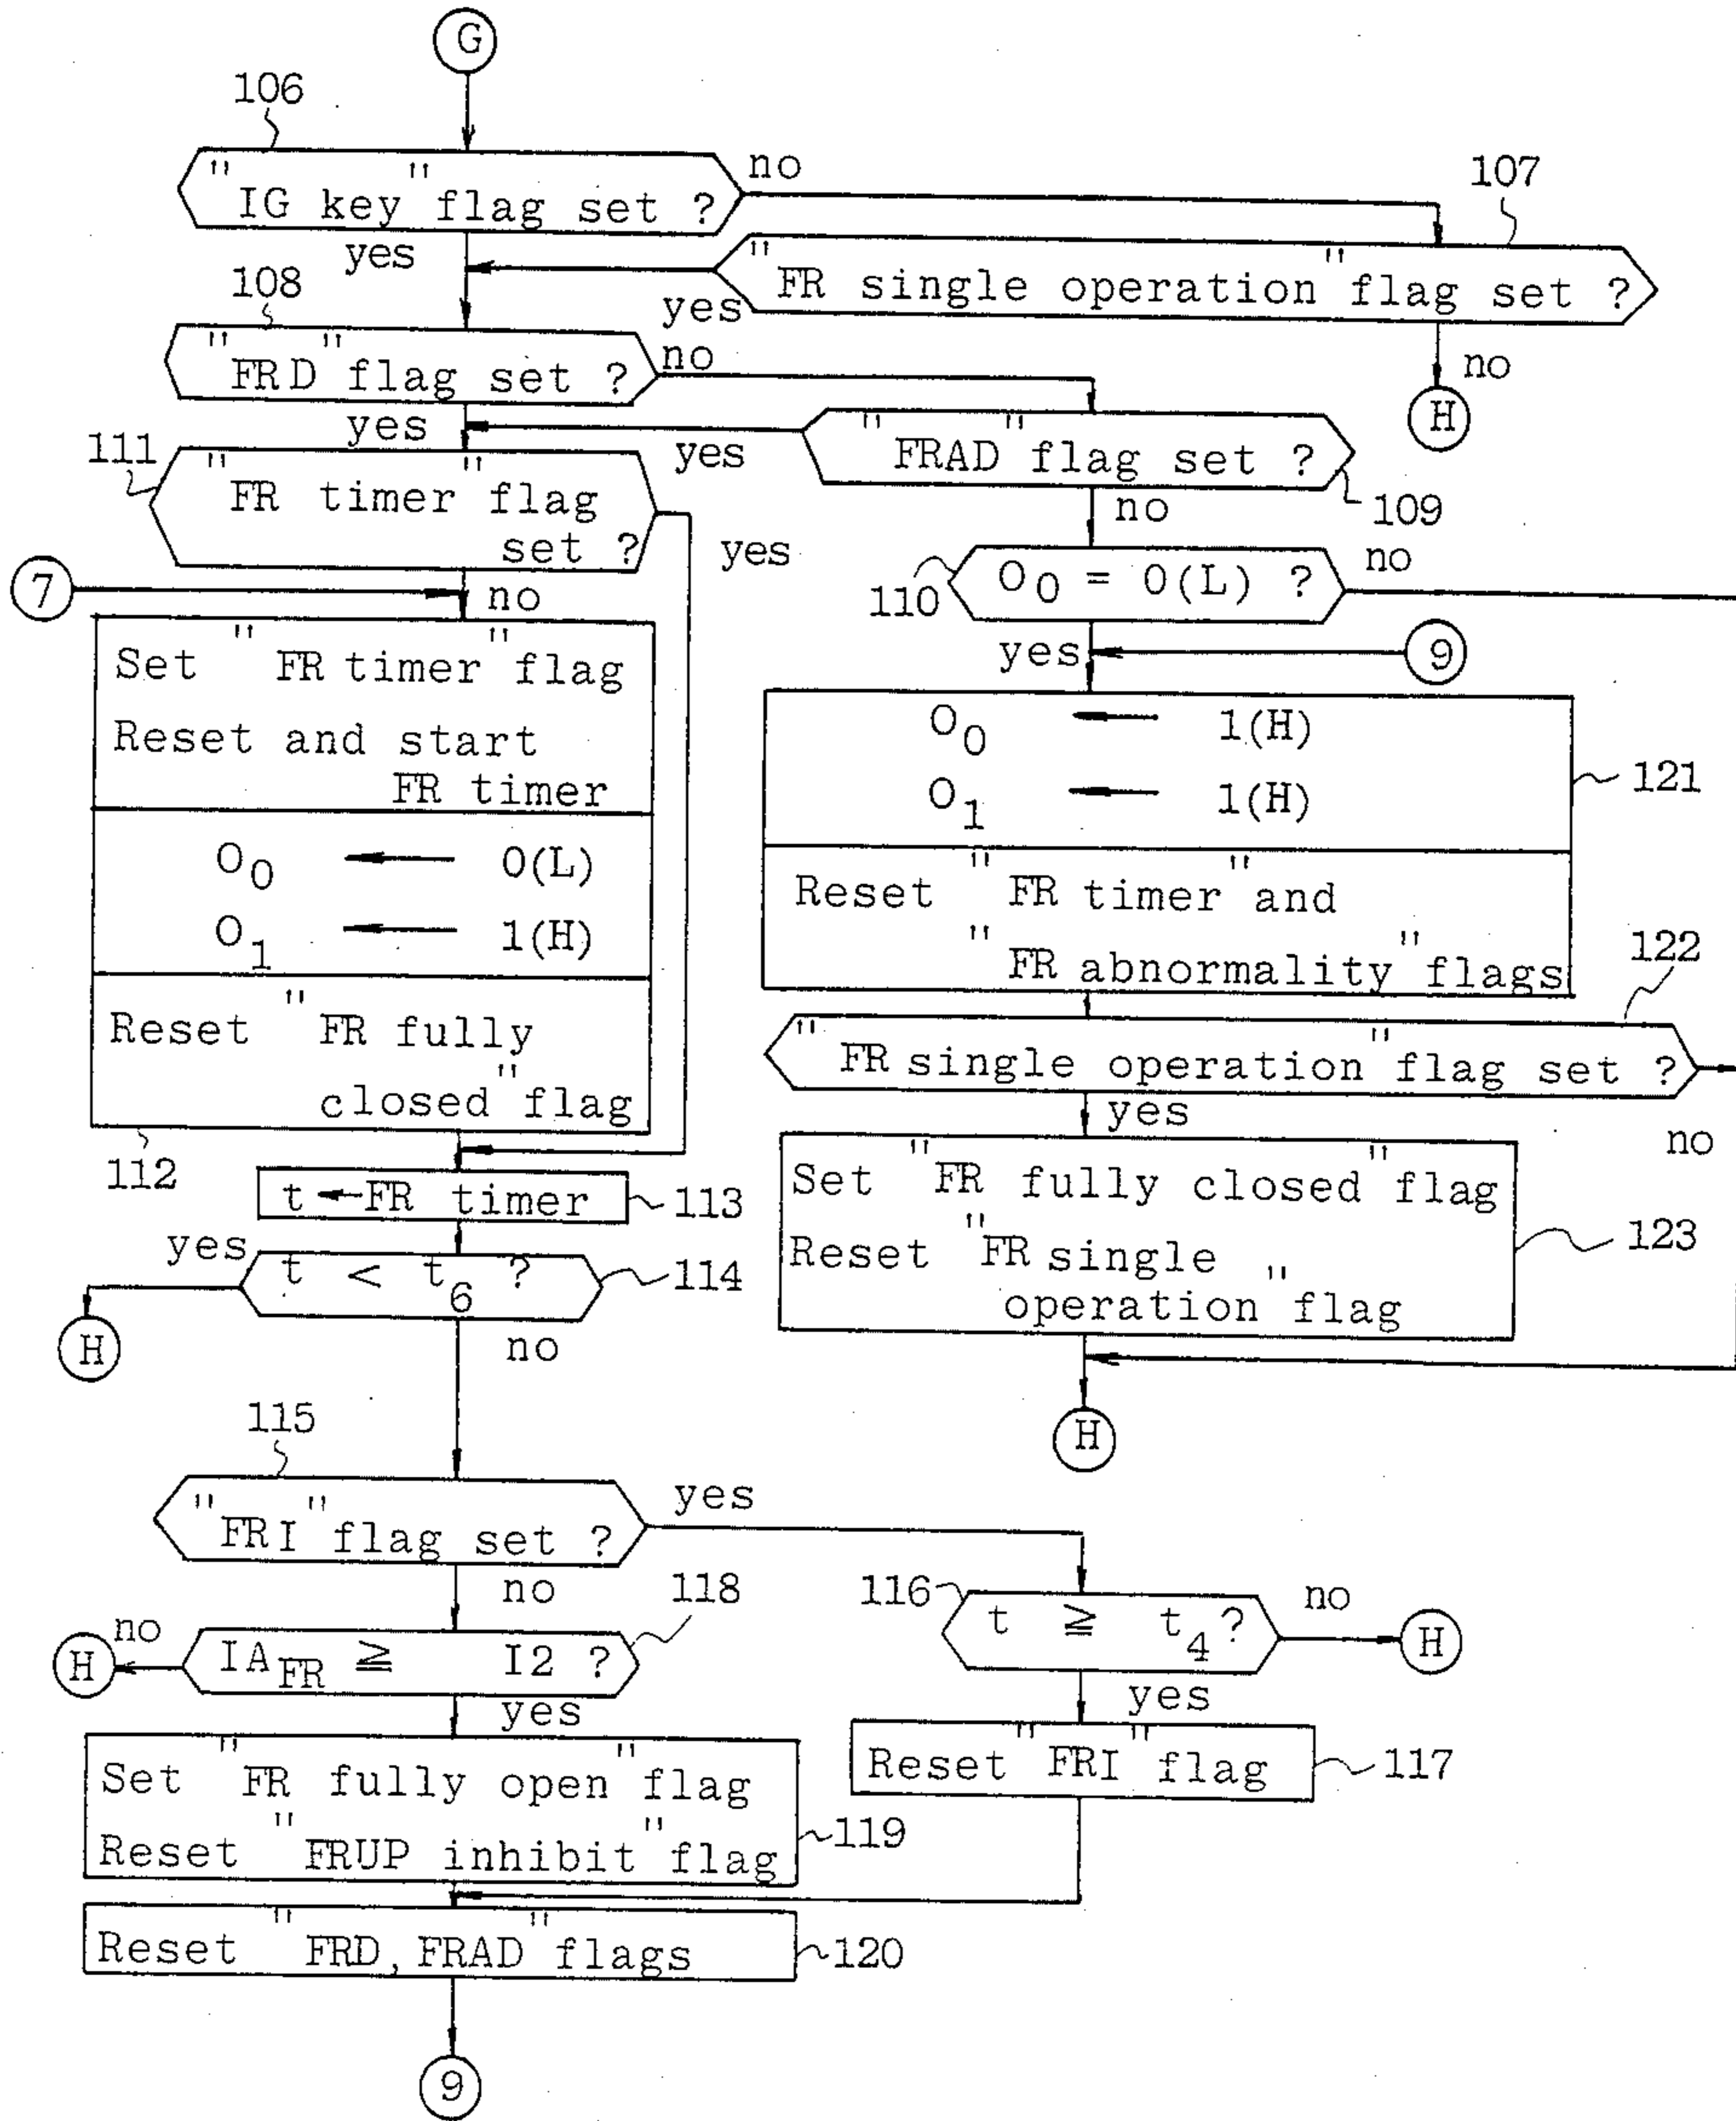 G
106
"IG key" flag set ?
no
107
yes
"FR single operation" flag set ?
108
yes
no
"FRD" flag set ?
no
H
yes
"FRAD" flag set ?
yes
109
111
"FR timer" flag
set ?
yes
no
110
O0 = 0(L) ?
no
7
no
yes
9
Set "FR timer" flag
Reset and start
FR timer
O0 ← 0(L)
O1 ← 1(H)
Reset "FR fully
closed" flag
112
O0 ← 1(H)
O1 ← 1(H)
121
Reset "FR timer" and
"FR abnormality" flags
122
"FR single operation" flag set ?
yes
no
t ← FR timer
113
Set "FR fully closed" flag
Reset "FR single
operation" flag
123
yes
t < t6 ?
114
H
no
H
115
"FRI" flag set ?
yes
no
118
116
t ≧ t4 ?
no
H
no
H
IAFR ≧ I2 ?
yes
yes
Set "FR fully open" flag
Reset "FRUP inhibit" flag
119
Reset "FRI" flag
117
Reset "FRD, FRAD" flags
120
9